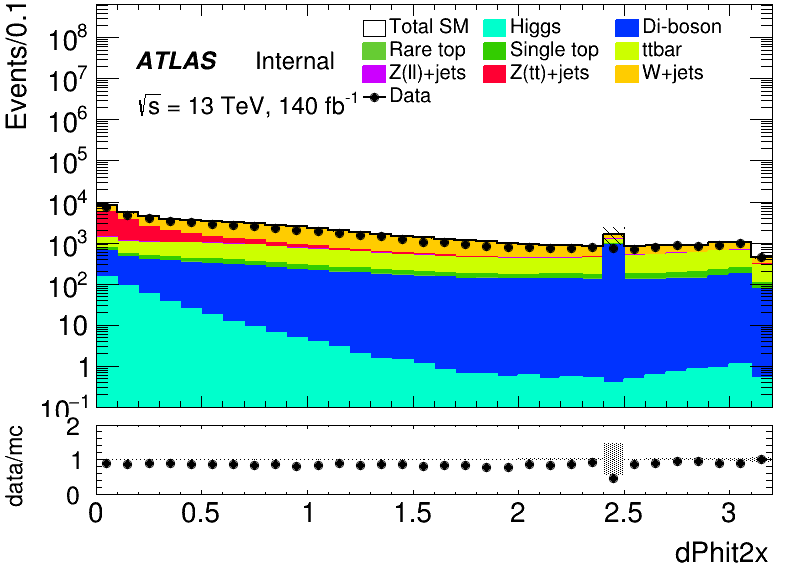 Events/0.1
10⁸
10⁷
10⁶
10⁵
10⁴
10³
10²
10
1
10⁻¹
ATLAS Internal
√s = 13 TeV, 140 fb⁻¹
Total SM Higgs Di-boson
Rare top Single top ttbar
Z(ll)+jets Z(tt)+jets W+jets
Data
data/mc
2
1
0
0 0.5 1 1.5 2 2.5 3
dPhit2x